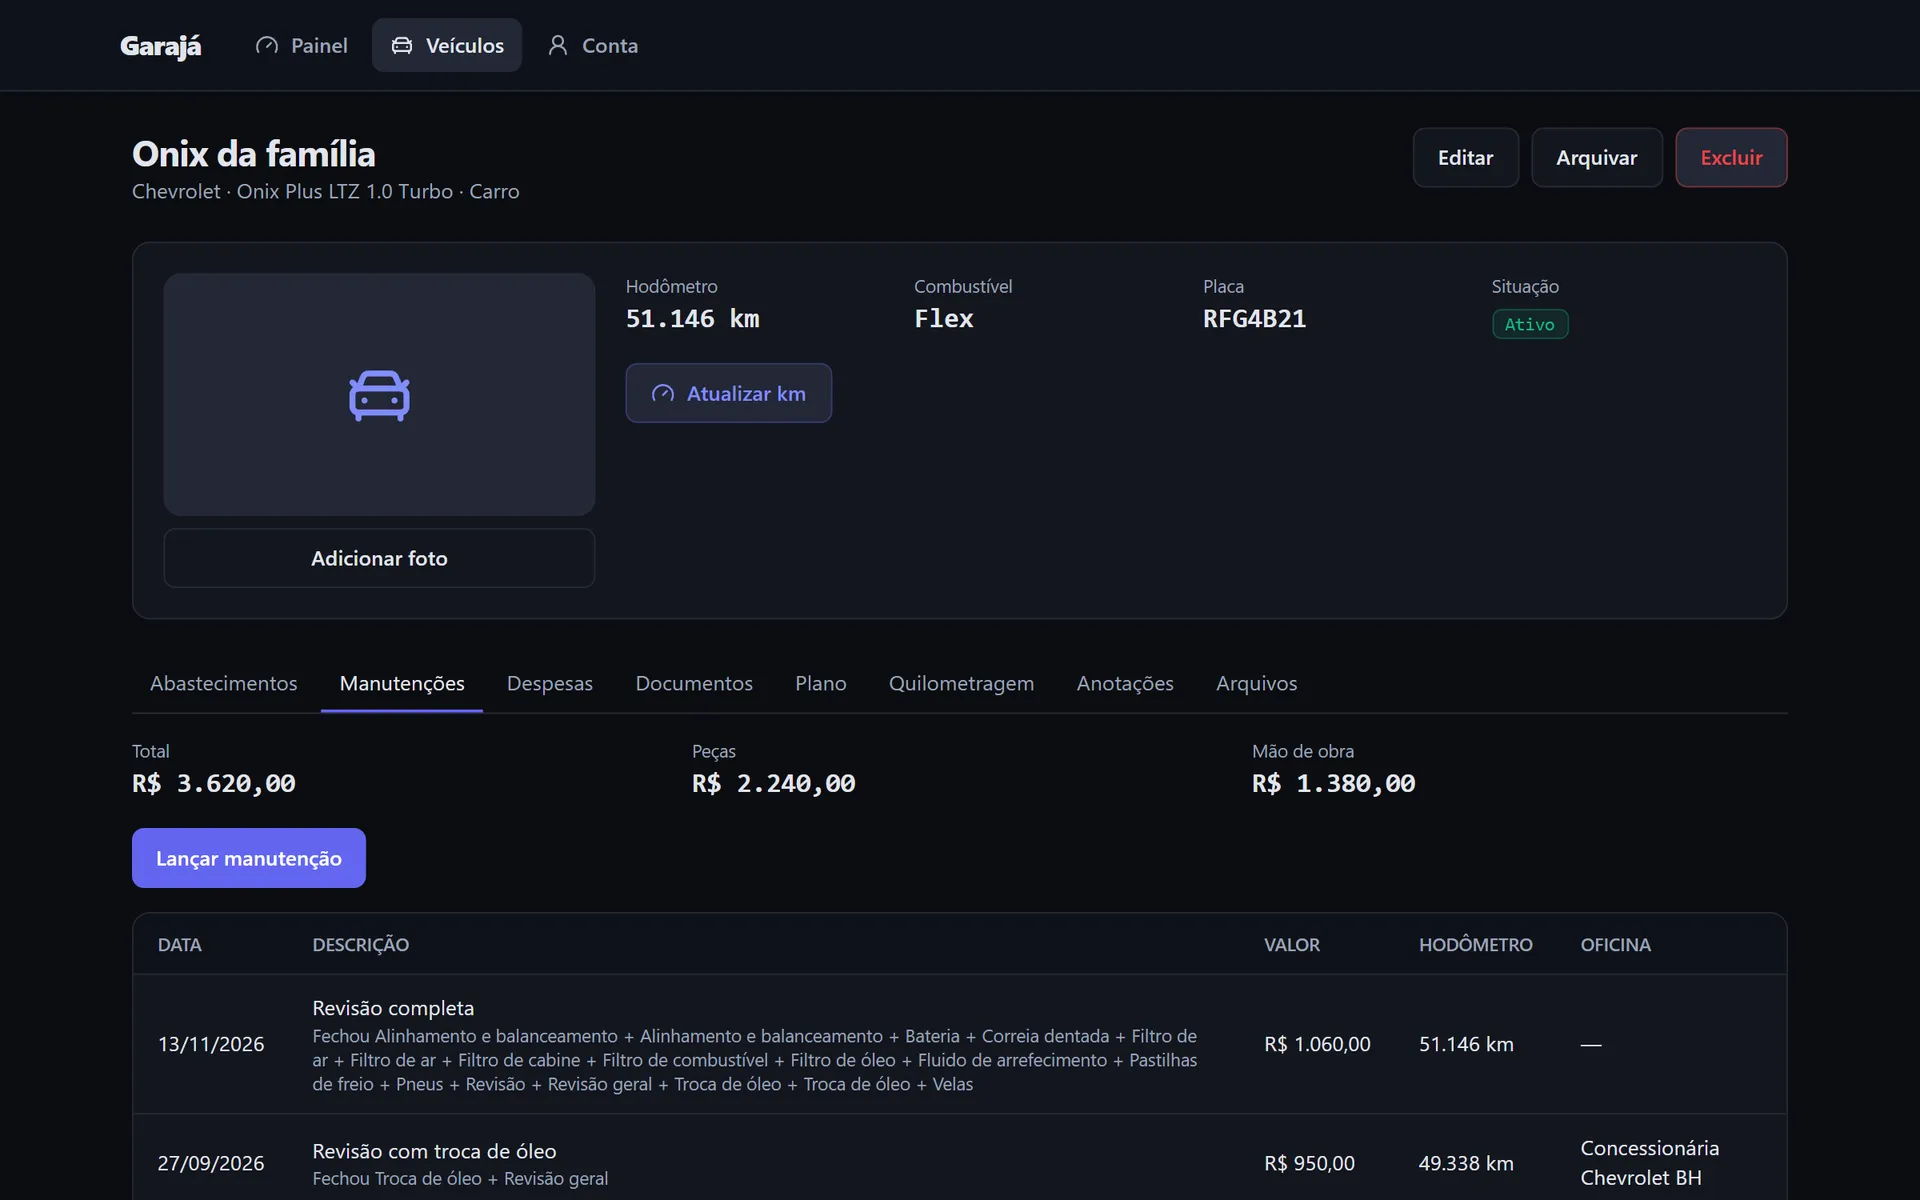 Garajá
Painel
Veículos
Conta
Onix da família
Chevrolet · Onix Plus LTZ 1.0 Turbo · Carro
Editar
Arquivar
Excluir
Hodômetro
51.146 km
Combustível
Flex
Placa
RFG4B21
Situação
Ativo
Atualizar km
Adicionar foto
Abastecimentos
Manutenções
Despesas
Documentos
Plano
Quilometragem
Anotações
Arquivos
Total
R$ 3.620,00
Peças
R$ 2.240,00
Mão de obra
R$ 1.380,00
Lançar manutenção
DATA
DESCRIÇÃO
VALOR
HODÔMETRO
OFICINA
13/11/2026
Revisão completa
Fechou Alinhamento e balanceamento + Alinhamento e balanceamento + Bateria + Correia dentada + Filtro de
ar + Filtro de ar + Filtro de cabine + Filtro de combustível + Filtro de óleo + Fluido de arrefecimento + Pastilhas
de freio + Pneus + Revisão + Revisão geral + Troca de óleo + Troca de óleo + Velas
R$ 1.060,00
51.146 km
—
27/09/2026
Revisão com troca de óleo
Fechou Troca de óleo + Revisão geral
R$ 950,00
49.338 km
Concessionária
Chevrolet BH